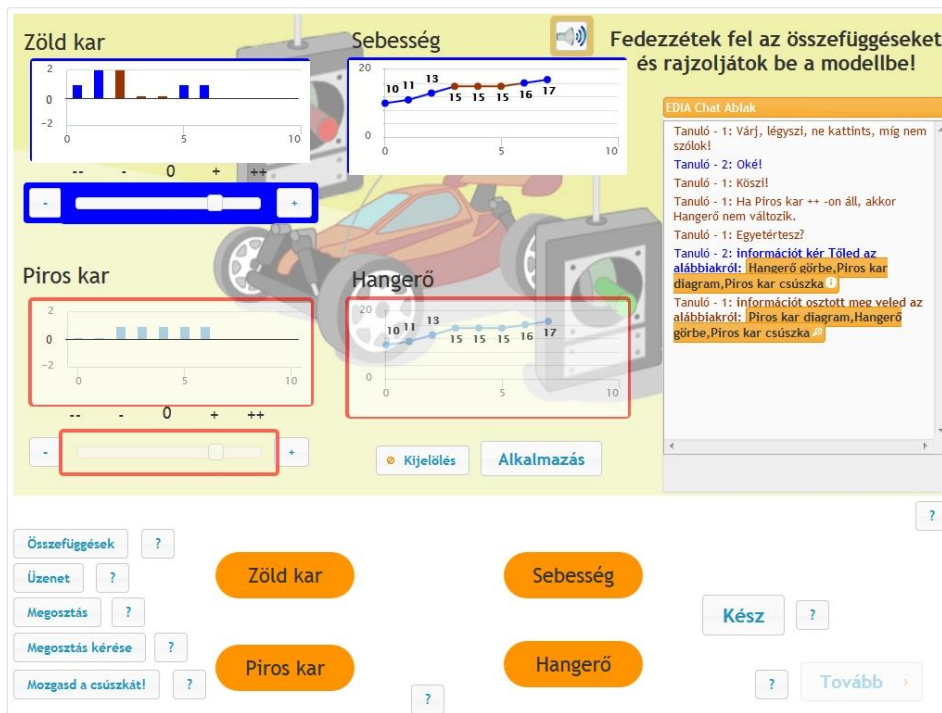 Zöld kar
2
0
-2
0
5
10
--
-
0
+
++
-
+
Sebesség
20
0
10
11
13
15
15
15
16
17
0
5
10
Fedezzétek fel az összefüggéseket
és rajzoljátok be a modellbe!
EDIA Chat Ablak
Tanuló - 1: Várj, légyszi, ne kattints, míg nem
szólok!
Tanuló - 2: Oké!
Tanuló - 1: Köszi!
Tanuló - 1: Ha Piros kar ++ -on áll, akkor
Hangerő nem változik.
Tanuló - 1: Egyetértesz?
Tanuló - 2: információt kér Tőled az
alábbiakról: Hangerő görbe,Piros kar
diagram,Piros kar csúszka
Tanuló - 1: információt osztott meg veled az
alábbiakról: Piros kar diagram,Hangerő
görbe,Piros kar csúszka
Piros kar
2
0
-2
0
5
10
--
-
0
+
++
-
+
Hangerő
20
0
10
11
13
15
15
15
16
17
0
5
10
Kijelölés
Alkalmazás
?
Összefüggések
?
Üzenet
?
Megosztás
?
Megosztás kérése
?
Mozgasd a csúszkát!
?
Zöld kar
Piros kar
Sebesség
Hangerő
?
Kész
?
?
Tovább